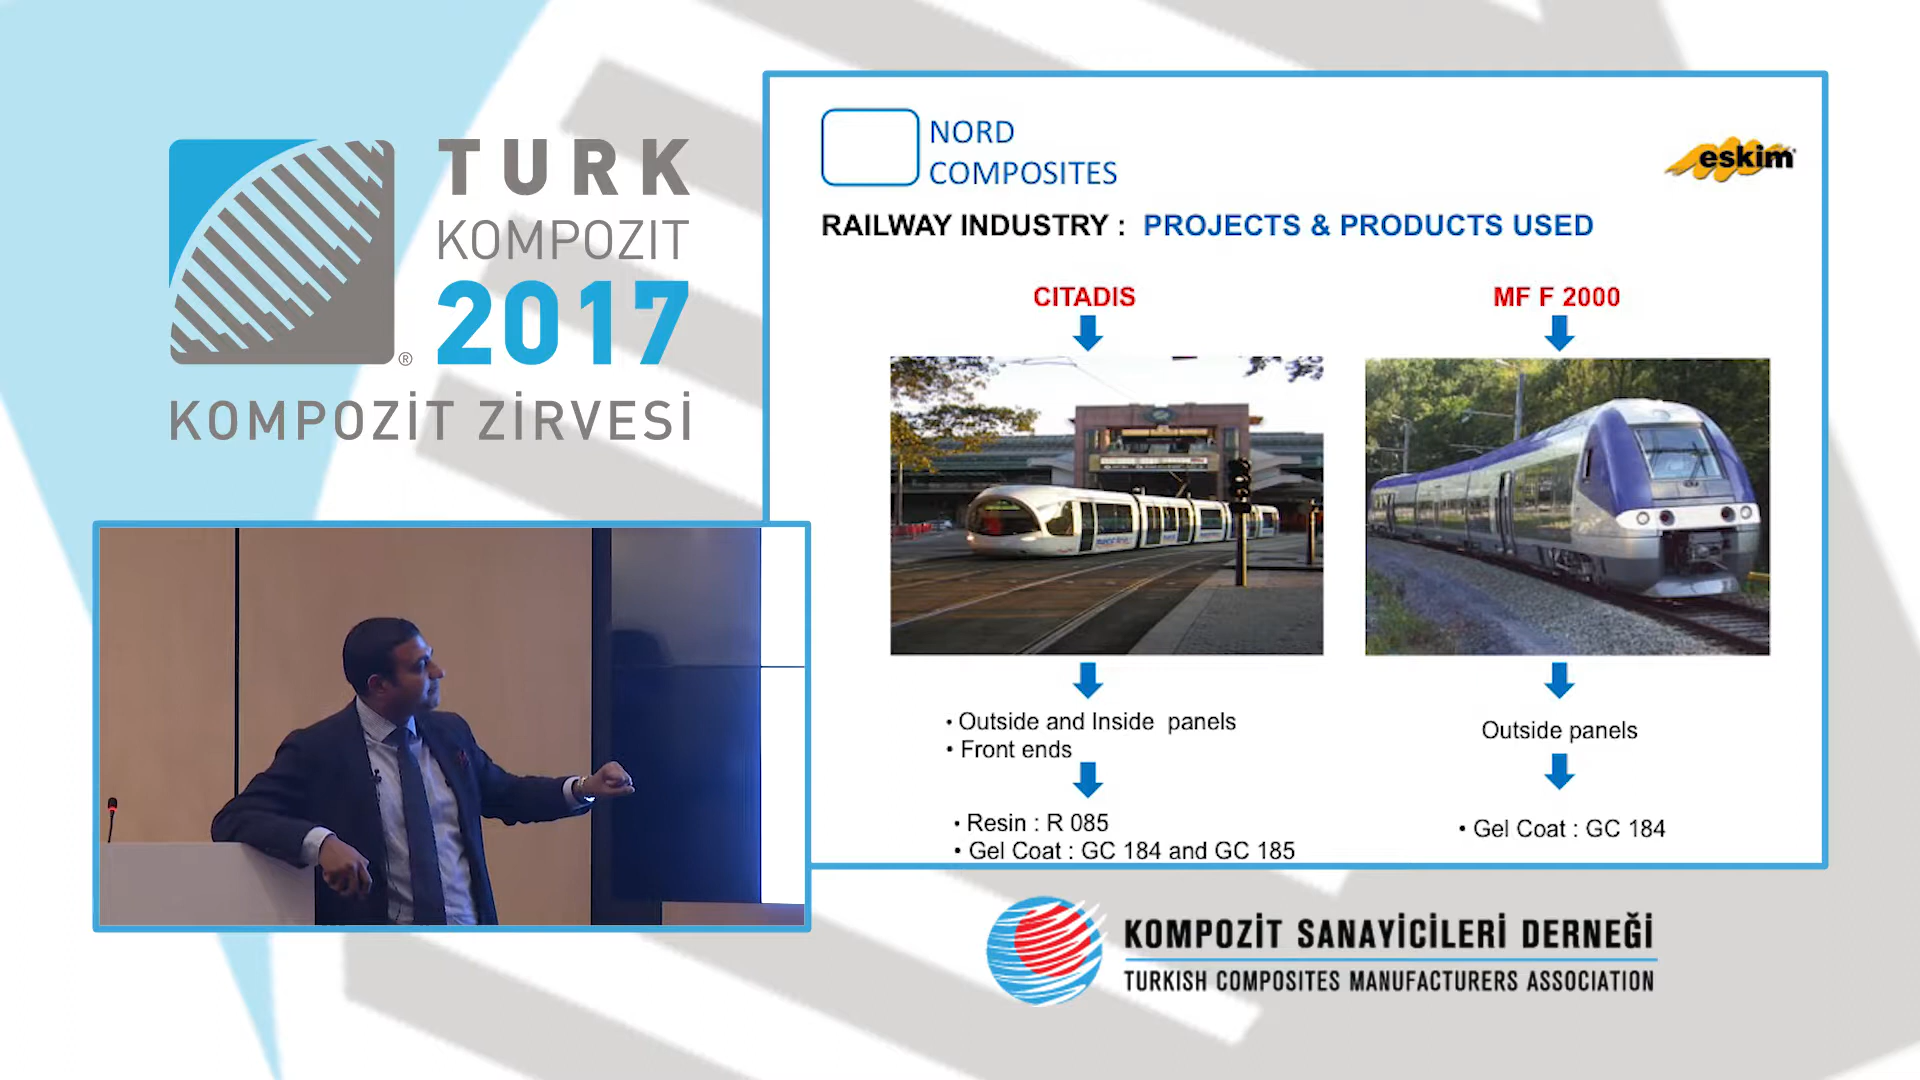 TURK
KOMPOZIT
2017
®
KOMPOZİT ZİRVESİ
NORD
COMPOSITES
eskim
RAILWAY INDUSTRY : PROJECTS & PRODUCTS USED
CITADIS
MF F 2000
• Outside and Inside panels
• Front ends
Outside panels
• Resin : R 085
• Gel Coat : GC 184 and GC 185
• Gel Coat : GC 184
KOMPOZİT SANAYİCİLERİ DERNEĞİ
TURKISH COMPOSITES MANUFACTURERS ASSOCIATION